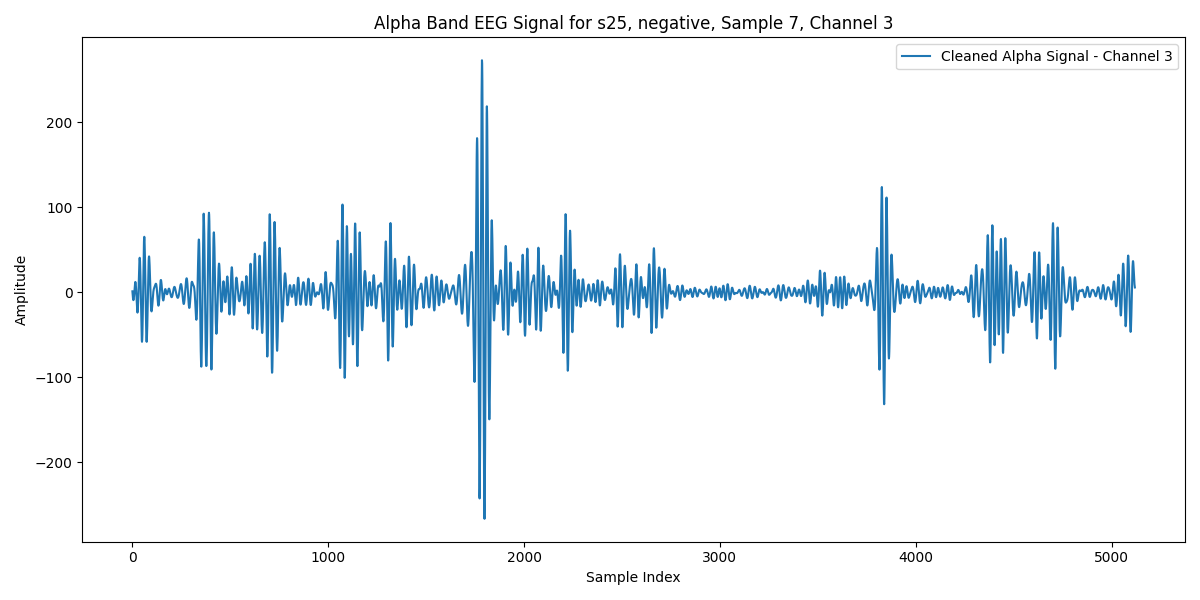 Alpha Band EEG Signal for s25, negative, Sample 7, Channel 3
Cleaned Alpha Signal - Channel 3
Amplitude
200
100
0
−100
−200
0 1000 2000 3000 4000 5000
Sample Index